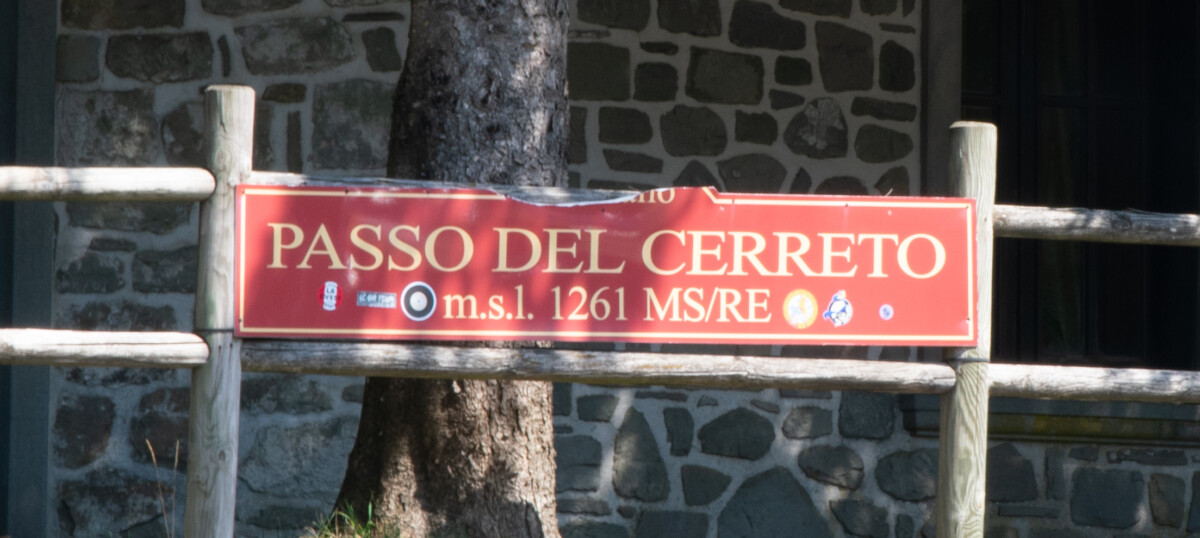 PASSO DEL CERRETO
m.s.l. 1261 MS/RE